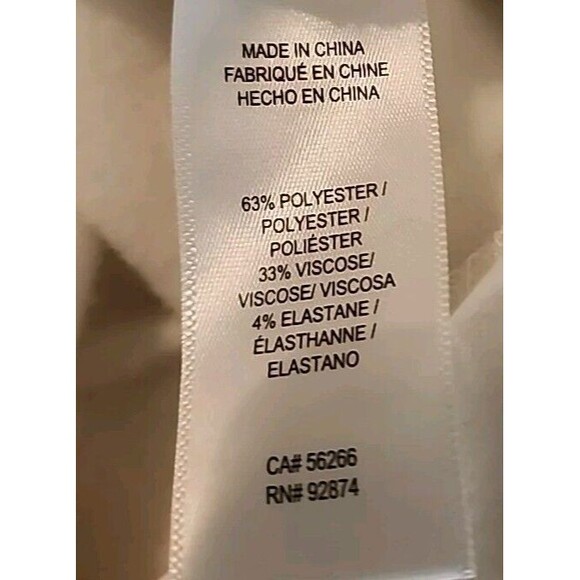 MADE IN CHINA
FABRIQUÉ EN CHINE
HECHO EN CHINA
63% POLYESTER /
POLYESTER /
POLIÉSTER
33% VISCOSE/
VISCOSE/ VISCOSA
4% ELASTANE /
ÉLASTHANNE /
ELASTANO
CA# 56266
RN# 92874